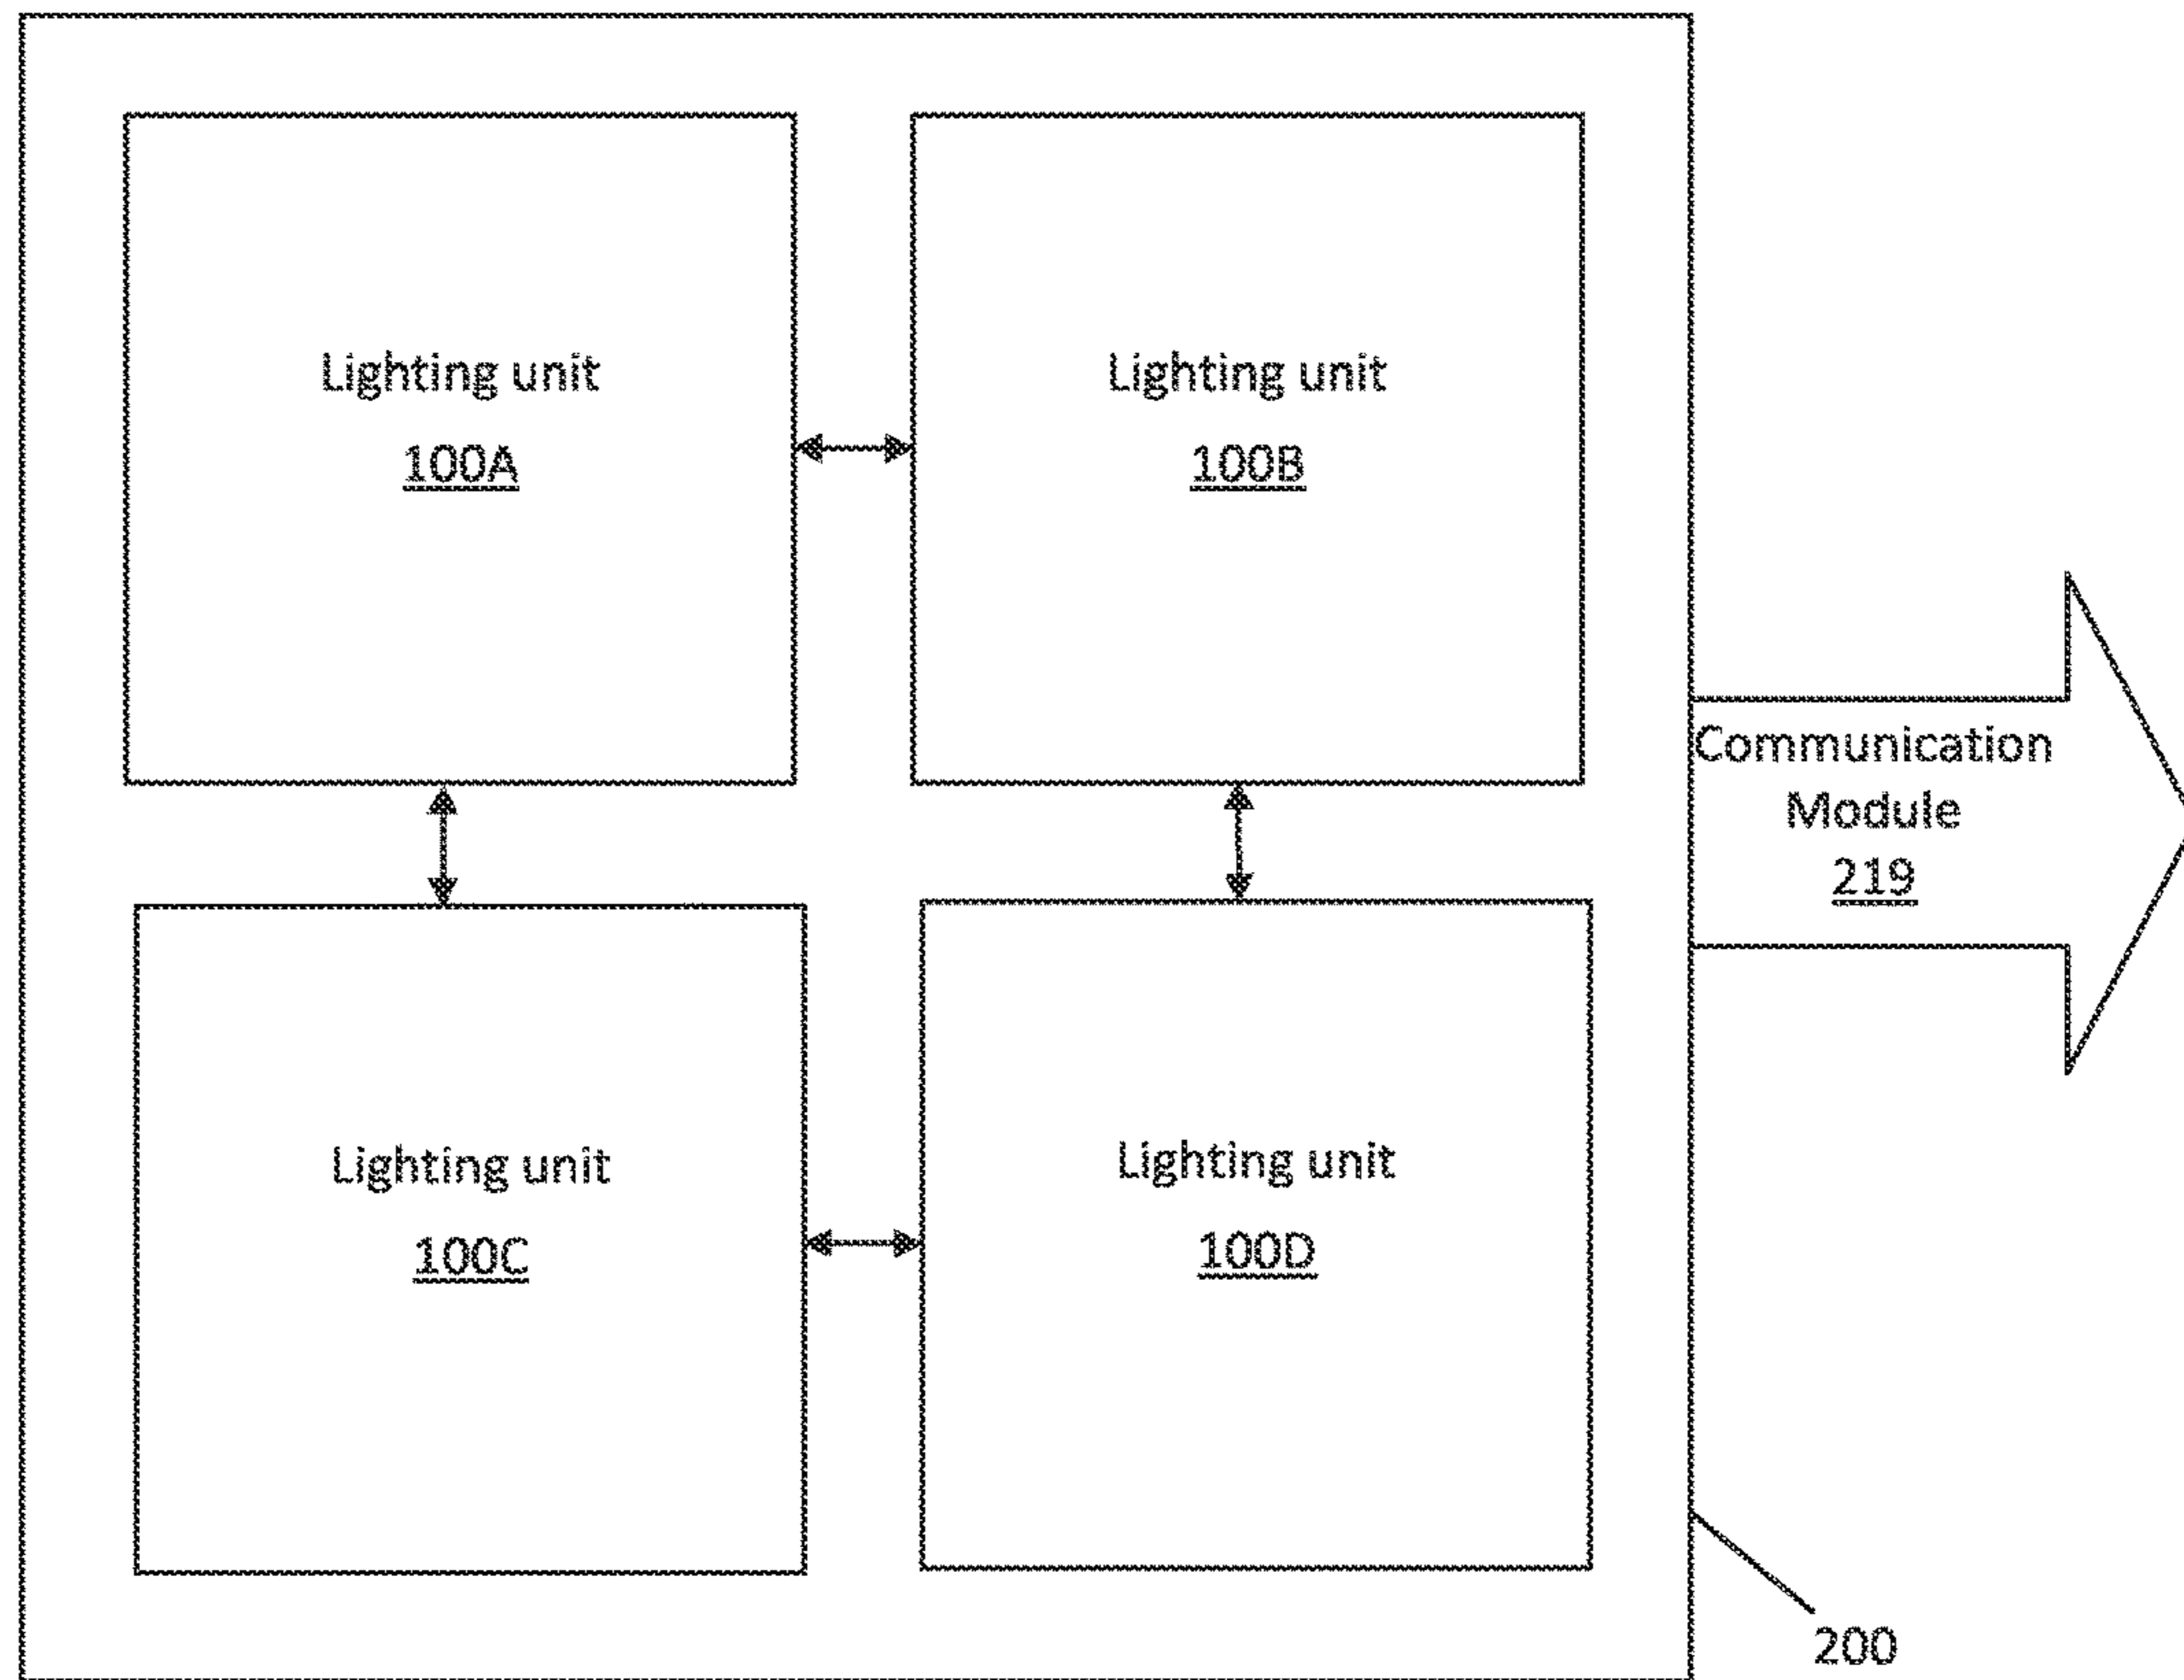 Lighting unit
100A
Lighting unit
100B
Communication
Module
219
Lighting unit
100C
Lighting unit
100D
200